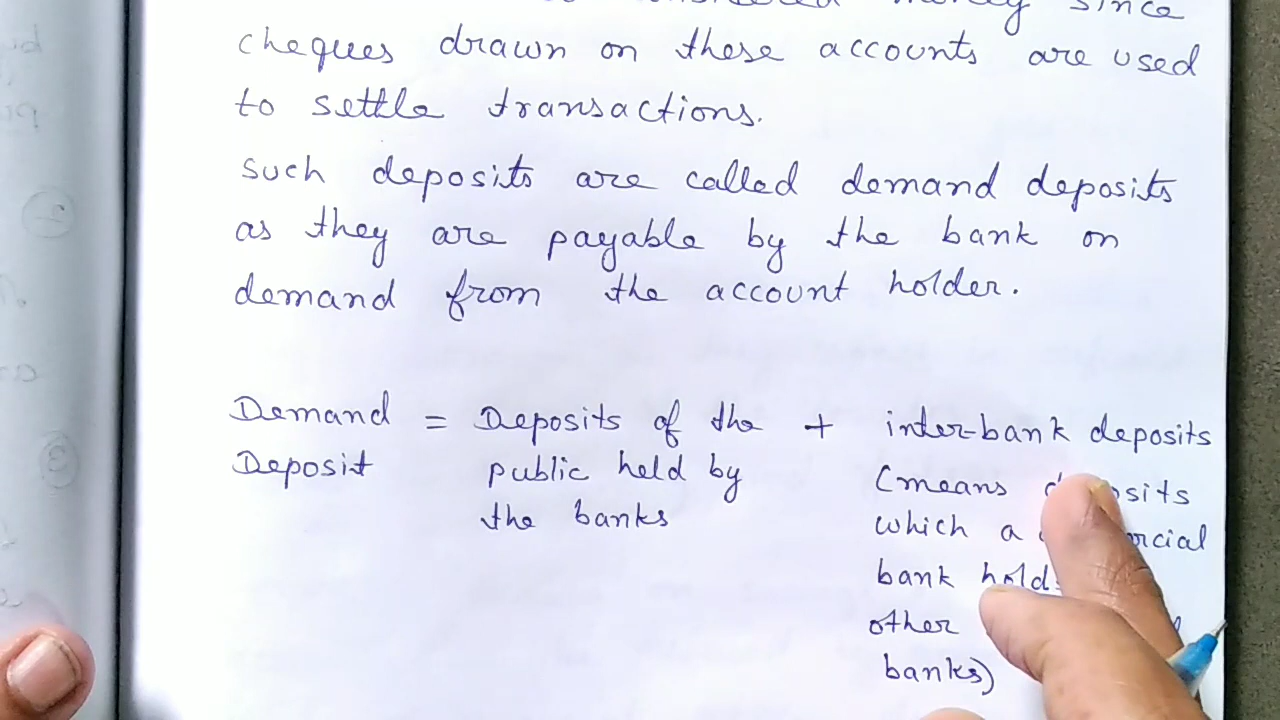 money since
cheques drawn on these accounts are used
to settle transactions.
such deposits are called demand deposits
as they are payable by the bank on
demand from the account holder.
Demand = Deposits of the + inter-bank deposits
Deposit public held by (means
the banks which a
bank
other
banks)